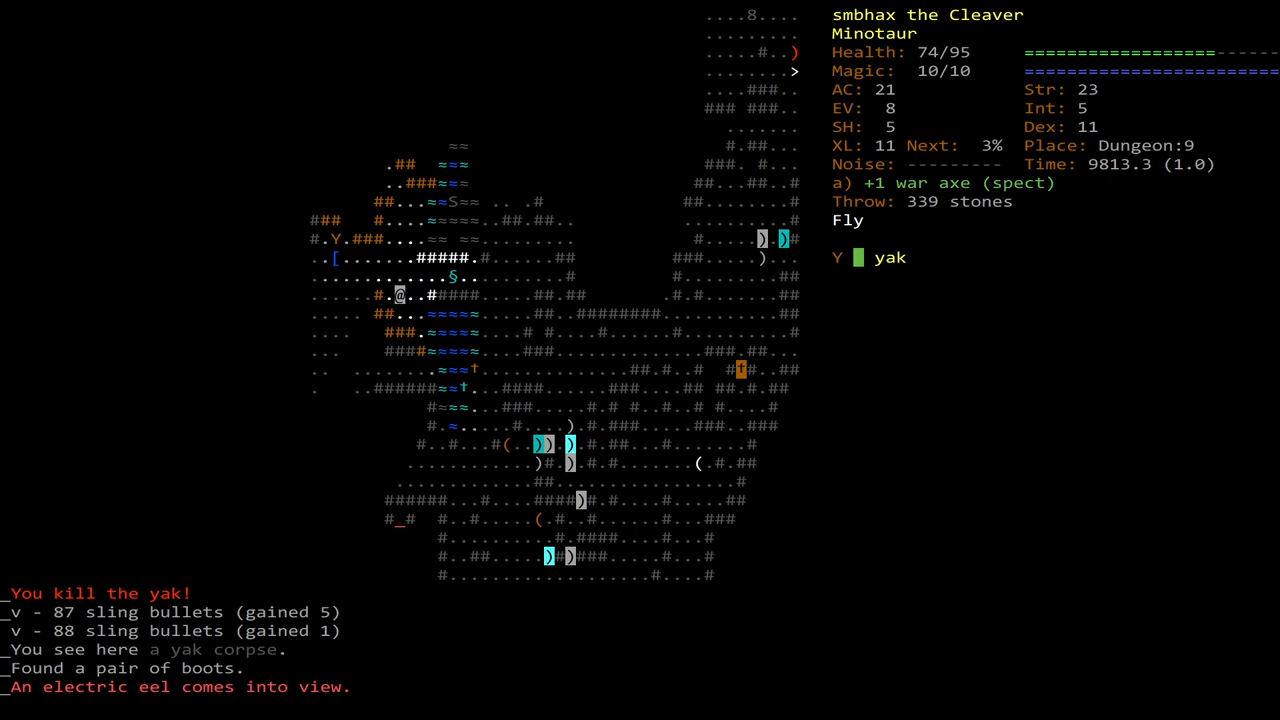 smbhax the Cleaver
Minotaur
Health: 74/95
Magic: 10/10
AC: 21 Str: 23
EV: 8 Int: 5
SH: 5 Dex: 11
XL: 11 Next: 3% Place: Dungeon:9
Noise: --------- Time: 9813.3 (1.0)
a) +1 war axe (spect)
Throw: 339 stones
Fly
Y yak
_You kill the yak!
_v - 87 sling bullets (gained 5)
v - 88 sling bullets (gained 1)
_You see here a yak corpse.
_Found a pair of boots.
_An electric eel comes into view.